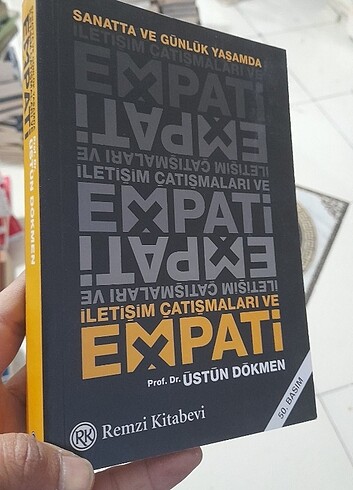 SANATTA VE GÜNLÜK YAŞAMDA
İLETİŞİM ÇATIŞMALARI VE
EMPATİ
EMPATİ
İLETİŞİM ÇATIŞMALARI VE
İLETİŞİM ÇATIŞMALARI VE
EMPATİ
EMPATİ
İLETİŞİM ÇATIŞMALARI VE
İLETİŞİM ÇATIŞMALARI VE
EMPATİ
Prof. Dr. ÜSTÜN DÖKMEN
50. BASIM
RK Remzi Kitabevi
EMPATİ
ÜSTÜN DÖKMEN